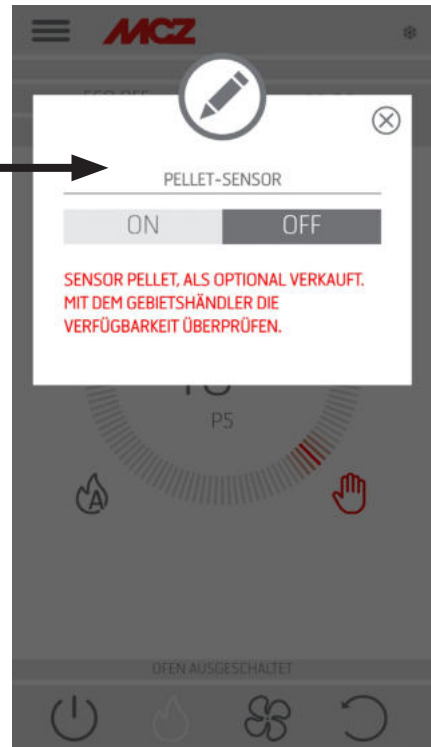 MCZ
PELLET-SENSOR
ON OFF
SENSOR PELLET, ALS OPTIONAL VERKAUFT.
MIT DEM GEBIETSHÄNDLER DIE
VERFÜGBARKEIT ÜBERPRÜFEN.
P5
A
OFEN AUSGESCHALTET